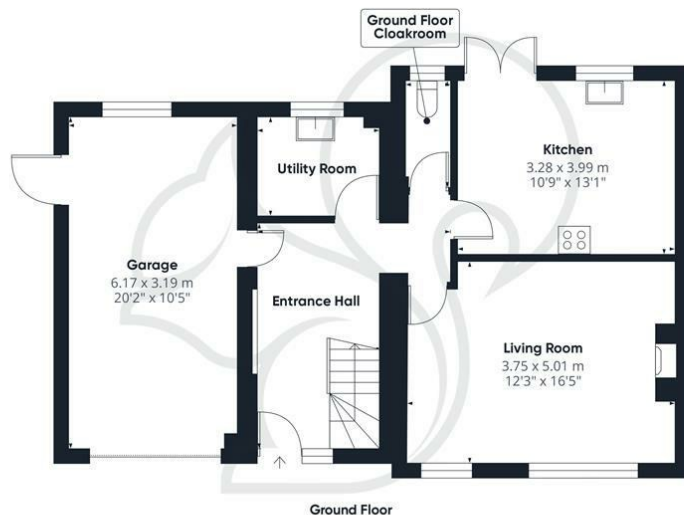 Ground Floor
Cloakroom
Utility Room
Kitchen
3.28 x 3.99 m
10'9" x 13'1"
Garage
6.17 x 3.19 m
20'2" x 10'5"
Entrance Hall
Living Room
3.75 x 5.01 m
12'3" x 16'5"
Ground Floor